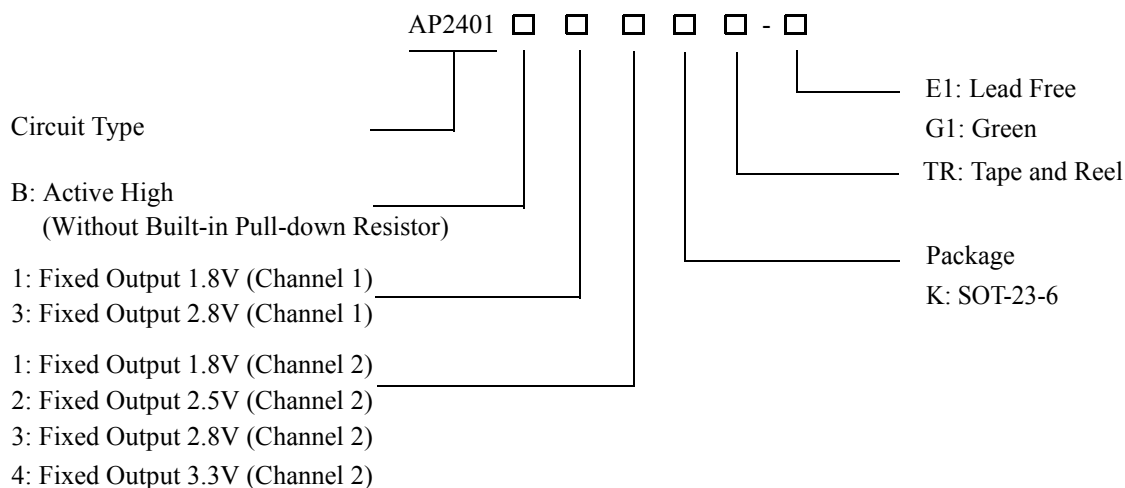 AP2401 -
Circuit Type
B: Active High
(Without Built-in Pull-down Resistor)
1: Fixed Output 1.8V (Channel 1)
3: Fixed Output 2.8V (Channel 1)
1: Fixed Output 1.8V (Channel 2)
2: Fixed Output 2.5V (Channel 2)
3: Fixed Output 2.8V (Channel 2)
4: Fixed Output 3.3V (Channel 2)
E1: Lead Free
G1: Green
TR: Tape and Reel
Package
K: SOT-23-6